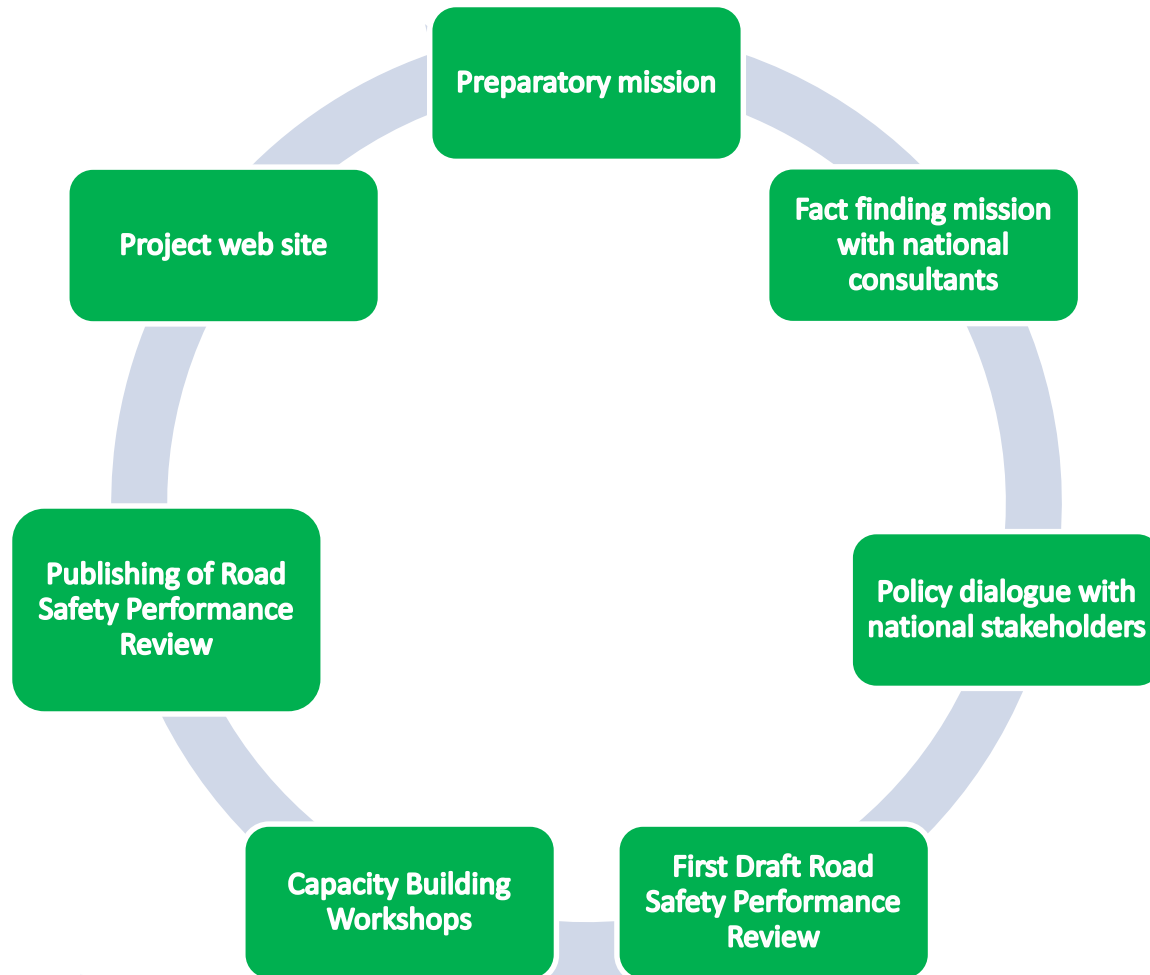 Preparatory mission
Fact finding mission
with national
consultants
Policy dialogue with
national stakeholders
First Draft Road
Safety Performance
Review
Capacity Building
Workshops
Publishing of Road
Safety Performance
Review
Project web site